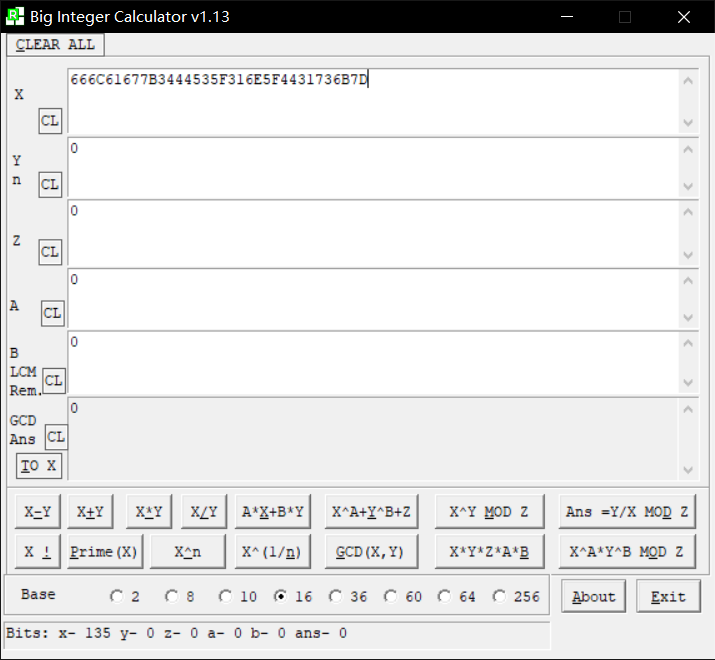 Big Integer Calculator v1.13
CLEAR ALL
X
CL
666C61677B3444535F316E5F4431736B7D
Y
n
CL
0
Z
CL
0
A
CL
0
B
LCM
Rem.
CL
0
GCD
Ans
CL
0
TO X
X-Y X+Y X*Y X/Y A*X+B*Y X^A+Y^B+Z X^Y MOD Z Ans =Y/X MOD Z
X ! Prime(X) X^n X^(1/n) GCD(X,Y) X*Y*Z*A*B X^A*Y^B MOD Z
Base 2 8 10 16 36 60 64 256 About Exit
Bits: x- 135 y- 0 z- 0 a- 0 b- 0 ans- 0